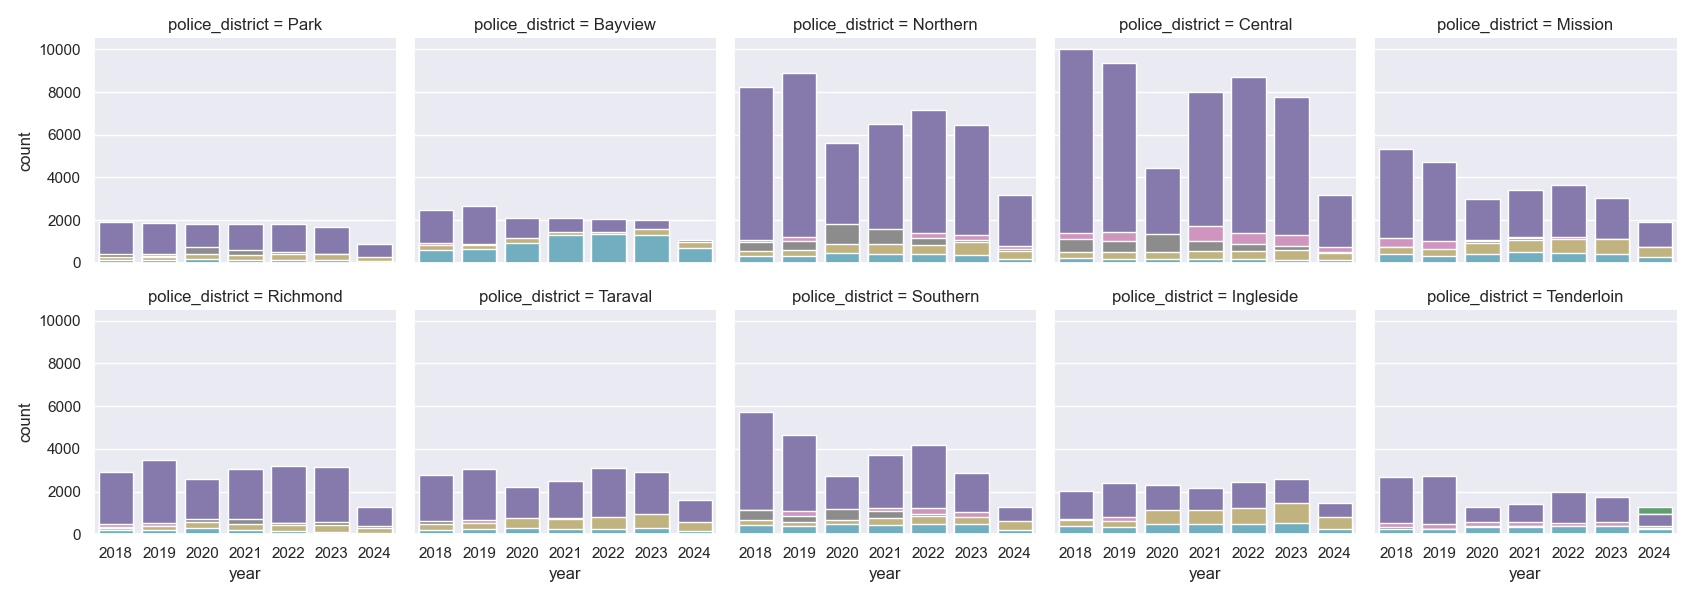 police_district = Park
police_district = Bayview
police_district = Northern
police_district = Central
police_district = Mission
10000
8000
6000
4000
2000
0
count
police_district = Richmond
police_district = Taraval
police_district = Southern
police_district = Ingleside
police_district = Tenderloin
10000
8000
6000
4000
2000
0
count
2018 2019 2020 2021 2022 2023 2024
year
2018 2019 2020 2021 2022 2023 2024
year
2018 2019 2020 2021 2022 2023 2024
year
2018 2019 2020 2021 2022 2023 2024
year
2018 2019 2020 2021 2022 2023 2024
year